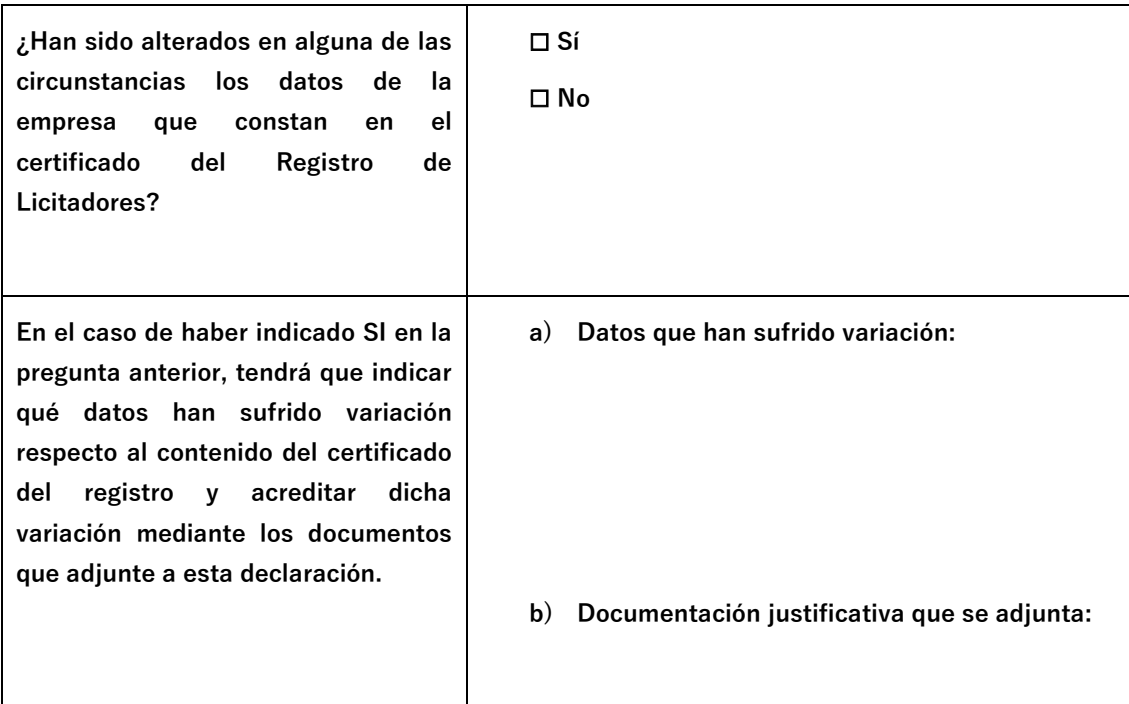 ¿Han sido alterados en alguna de las
circunstancias los datos de la
empresa que constan en el
certificado del Registro de
Licitadores?
☐ Sí
☐ No
En el caso de haber indicado SI en la
pregunta anterior, tendrá que indicar
qué datos han sufrido variación
respecto al contenido del certificado
del registro y acreditar dicha
variación mediante los documentos
que adjunte a esta declaración.
a) Datos que han sufrido variación:
b) Documentación justificativa que se adjunta: